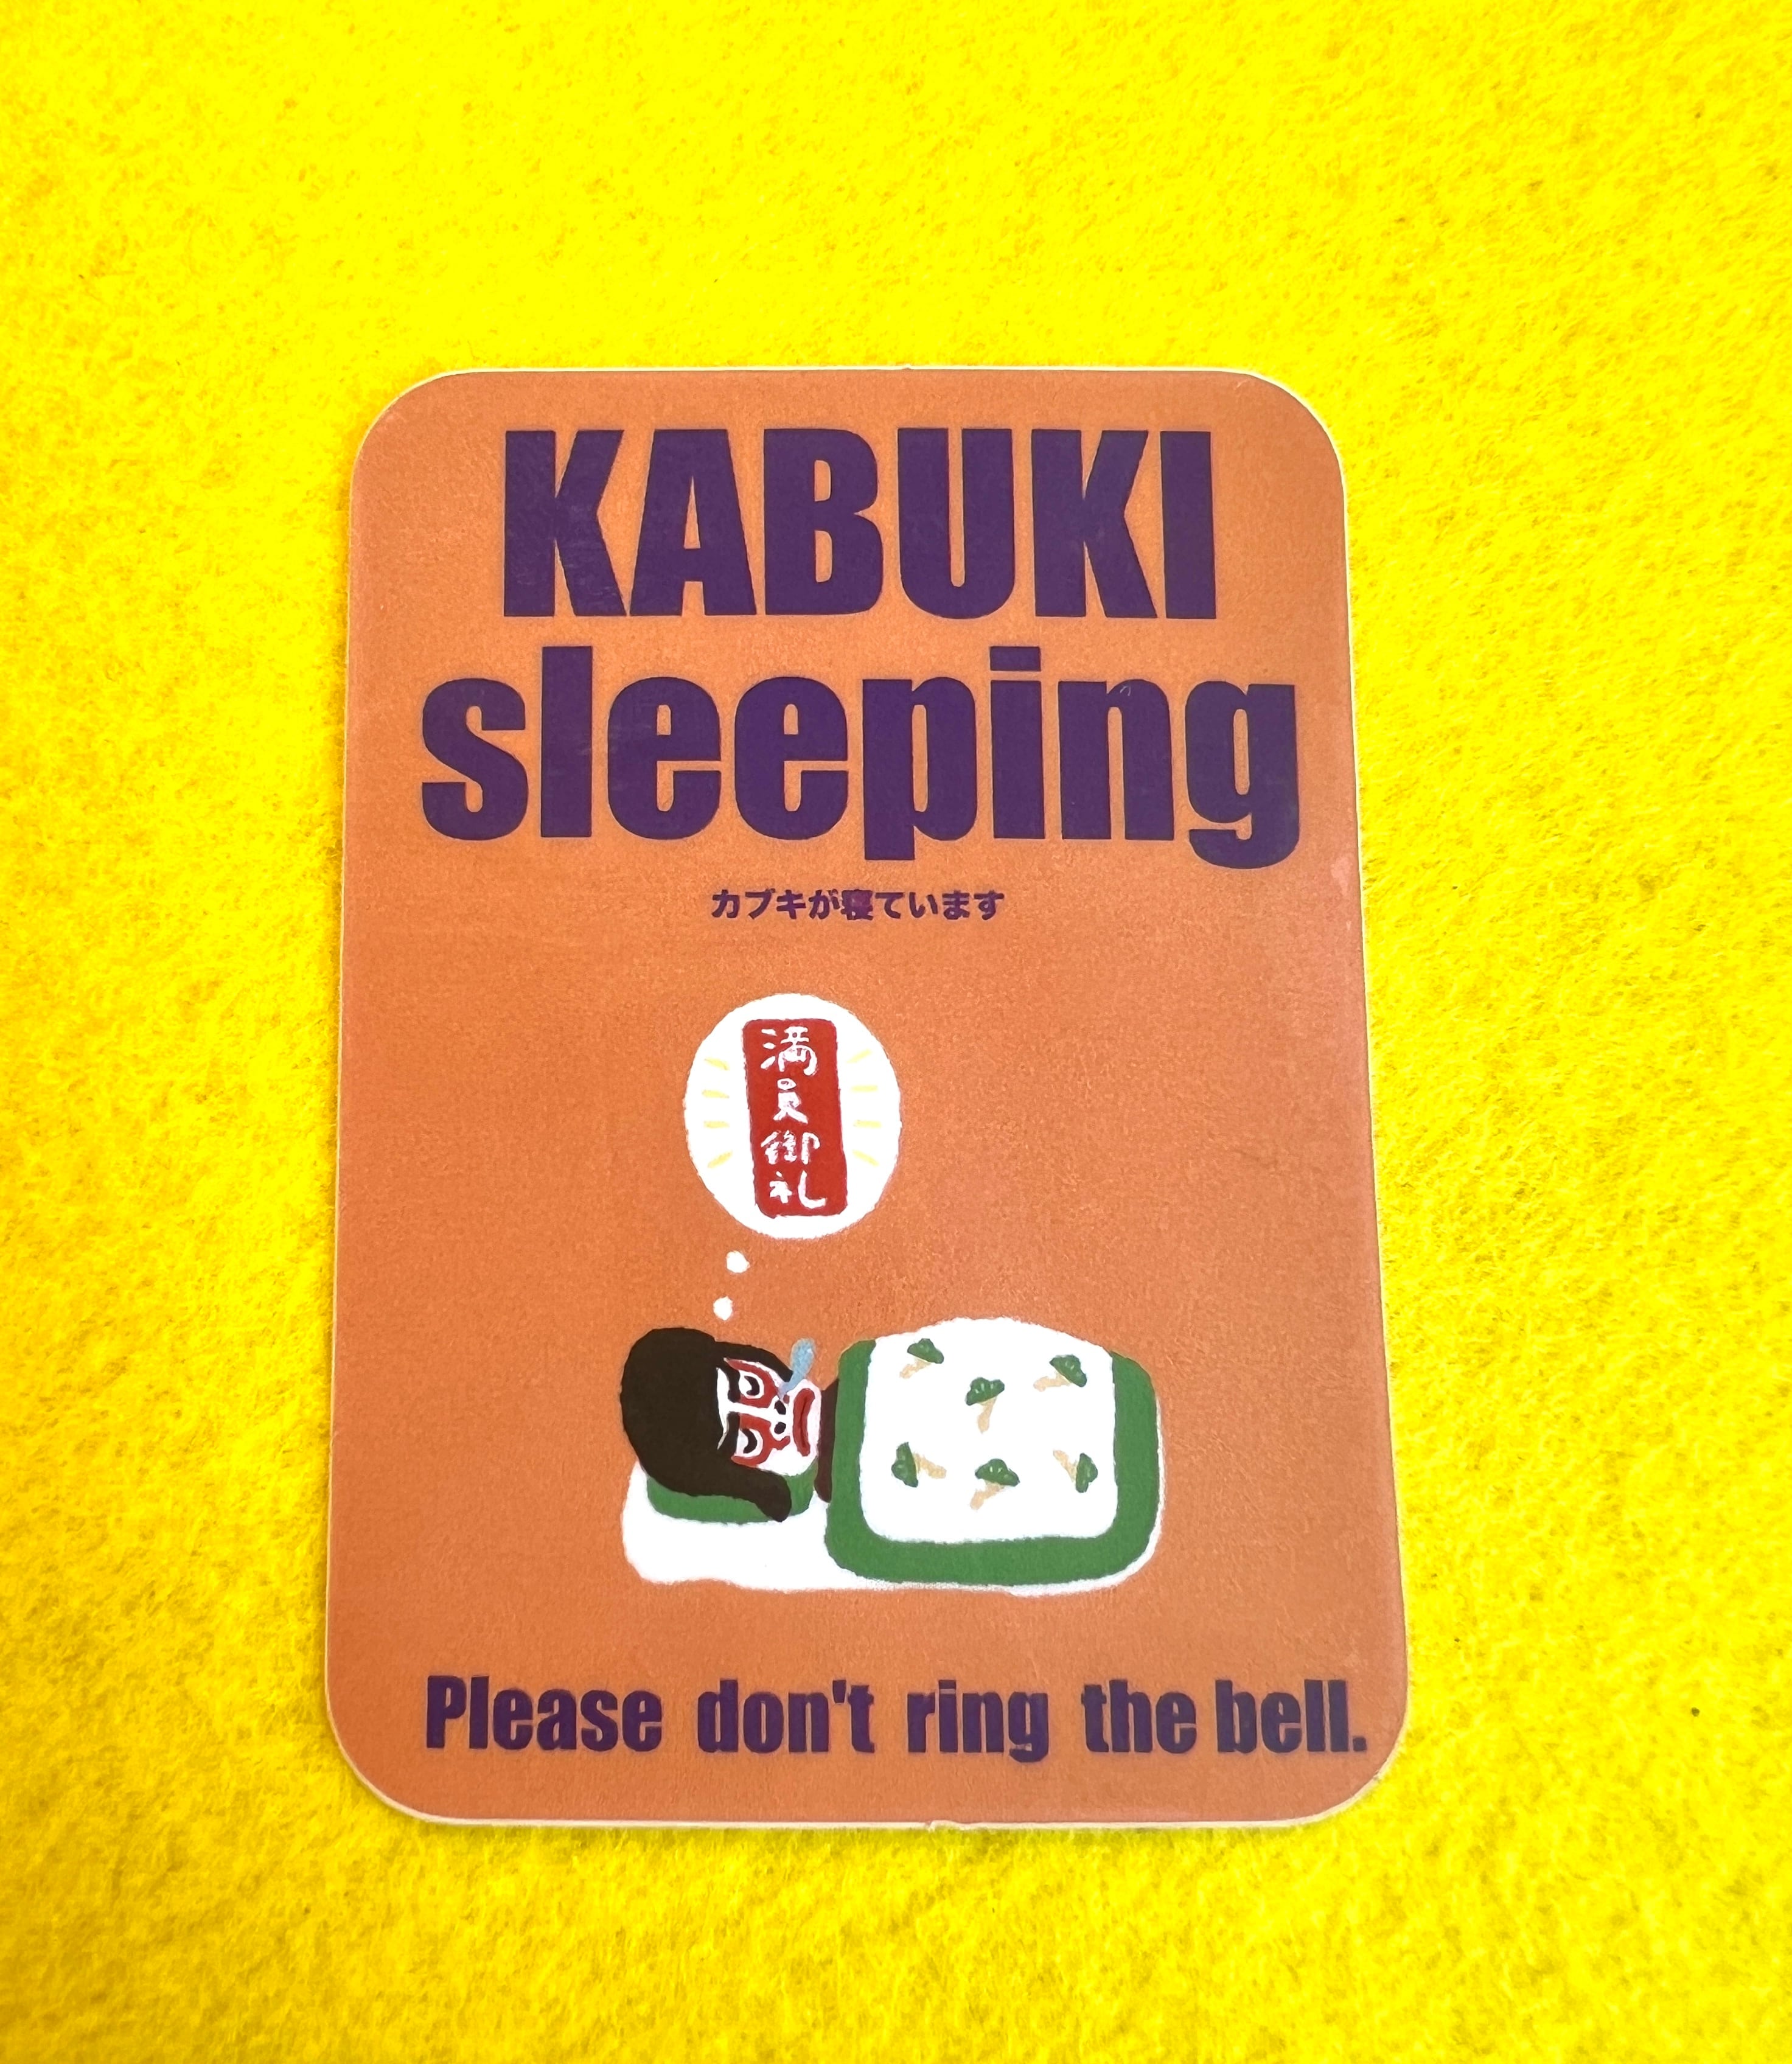 KABUKI
sleeping
カブキが寝ています
満員御礼
Please don't ring the bell.